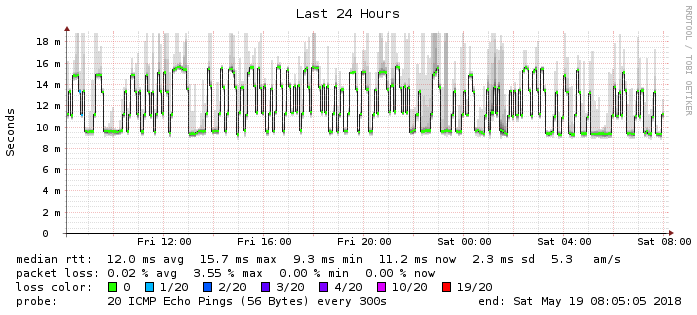 Last 24 Hours
RRDTOOL / TOBI OETIKER
Seconds
18 m
16 m
14 m
12 m
10 m
8 m
6 m
4 m
2 m
0
Fri 12:00 Fri 16:00 Fri 20:00 Sat 00:00 Sat 04:00 Sat 08:00
median rtt: 12.0 ms avg 15.7 ms max 9.3 ms min 11.2 ms now 2.3 ms sd 5.3 am/s
packet loss: 0.02 % avg 3.55 % max 0.00 % min 0.00 % now
loss color: 0 1/20 2/20 3/20 4/20 10/20 19/20
probe: 20 ICMP Echo Pings (56 Bytes) every 300s end: Sat May 19 08:05:05 2018